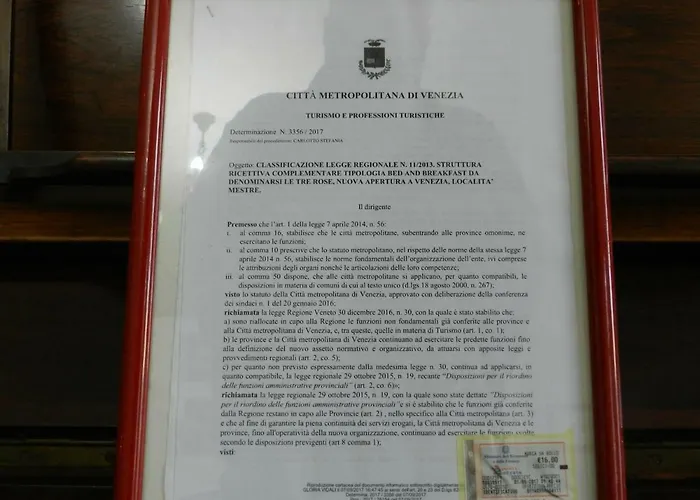 CITTÀ METROPOLITANA DI VENEZIA
TURISMO E PROFESSIONI TURISTICHE
Determinazione N. 3356 / 2017
Responsabile del procedimento: CARLOTTO STEFANIA
Oggetto: CLASSIFICAZIONE LEGGE REGIONALE N. 11/2013. STRUTTURA
RICETTIVA COMPLEMENTARE TIPOLOGIA BED AND BREAKFAST DA
DENOMINARSI LE TRE ROSE, NUOVA APERTURA A VENEZIA, LOCALITA'
MESTRE.
Il dirigente
Premesso che l'art. 1 della legge 7 aprile 2014, n. 56:
i. al comma 16, stabilisce che le città metropolitane, subentrando alle province omonime, ne
esercitano le funzioni;
ii. al comma 10 prescrive che lo statuto metropolitano, nel rispetto delle norme della stessa legge 7
aprile 2014 n. 56, stabilisce le norme fondamentali dell'organizzazione dell'ente, ivi comprese
le attribuzioni degli organi nonché le articolazioni delle loro competenze;
iii. al comma 50 dispone, che alle città metropolitane si applicano, per quanto compatibili, le
disposizioni in materia di comuni di cui al testo unico (d.lgs 18 agosto 2000, n. 267);
visto lo statuto della Città metropolitana di Venezia, approvato con deliberazione della conferenza
dei sindaci n. 1 del 20 gennaio 2016;
richiamata la legge Regione Veneto 30 dicembre 2016, n. 30, con la quale è stato stabilito che:
a) sono riallocate in capo alla Regione le funzioni non fondamentali già conferite alle province e
alla Città metropolitana di Venezia, e, tra queste, quelle in materia di Turismo (art. 1, co. 1);
b) le province e la Città metropolitana di Venezia continuano ad esercitare le predette funzioni fino
alla definizione del nuovo assetto normativo e organizzativo, da attuarsi con apposite leggi e
provvedimenti regionali (art. 2, co. 5);
c) per quanto non previsto espressamente dalla medesima legge n. 30, continua ad applicarsi, in
quanto compatibile, la legge regionale 29 ottobre 2015, n. 19, recante "Disposizioni per il riordino
delle funzioni amministrative provinciali" (art. 2, co. 6)»;
richiamata la legge regionale 29 ottobre 2015, n. 19, con la quale sono state dettate "Disposizioni
per il riordino delle funzioni amministrative provinciali" e si è stabilito che le funzioni già conferite
dalla Regione restano in capo alle Province (art. 2) , nello specifico alla Città metropolitana (art. 3)
e che al fine di garantire la piena continuità dei servizi erogati, la Città metropolitana di Venezia e le
province, fino all'operatività della nuova organizzazione, continuano ad esercitare le funzioni svolte
secondo le disposizioni previgenti (art 8 comma 1);
visti:
MARCA DA BOLLO
€16,00
Riproduzione cartacea del documento informatico sottoscritto digitalmente